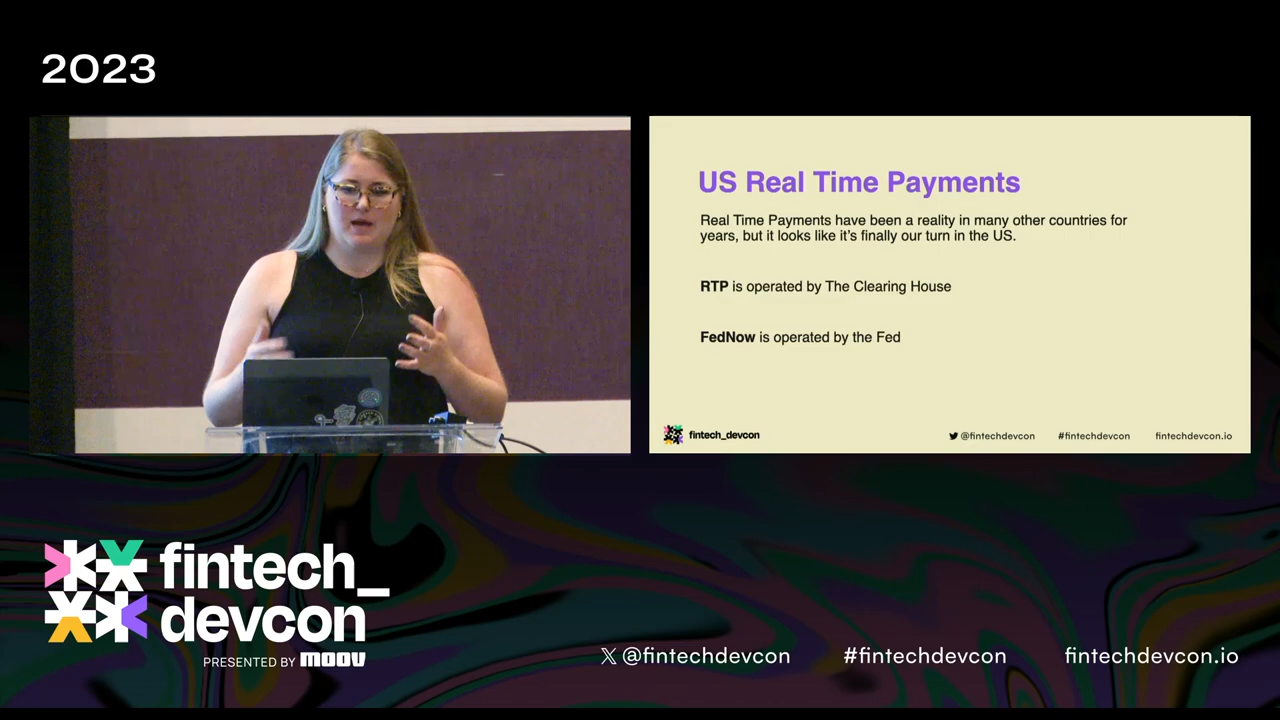 2023
US Real Time Payments
Real Time Payments have been a reality in many other countries for
years, but it looks like it's finally our turn in the US.
RTP is operated by The Clearing House
FedNow is operated by the Fed
fintech_devcon
@fintechdevcon #fintechdevcon fintechdevcon.io
fintech_
devcon
PRESENTED BY moov
@fintechdevcon #fintechdevcon fintechdevcon.io